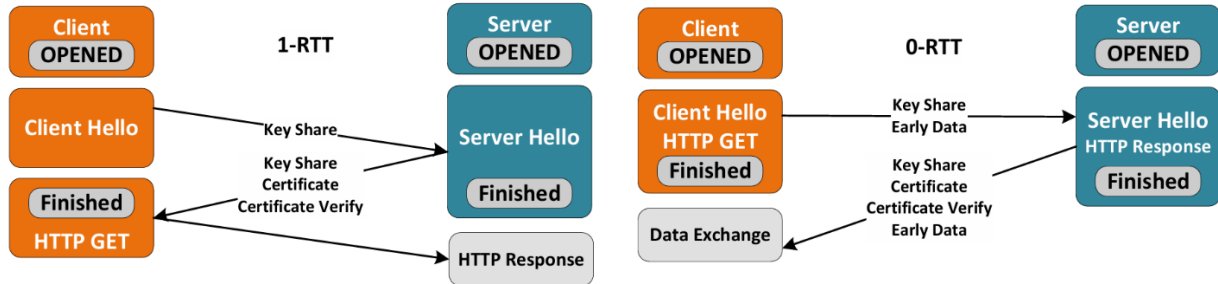 Client
OPENED
1-RTT
Server
OPENED
Client Hello
Key Share
Server Hello
Key Share
Certificate
Certificate Verify
Finished
Finished
HTTP GET
HTTP Response
Client
OPENED
0-RTT
Server
OPENED
Client Hello
HTTP GET
Finished
Key Share
Early Data
Server Hello
HTTP Response
Finished
Key Share
Certificate
Certificate Verify
Early Data
Data Exchange